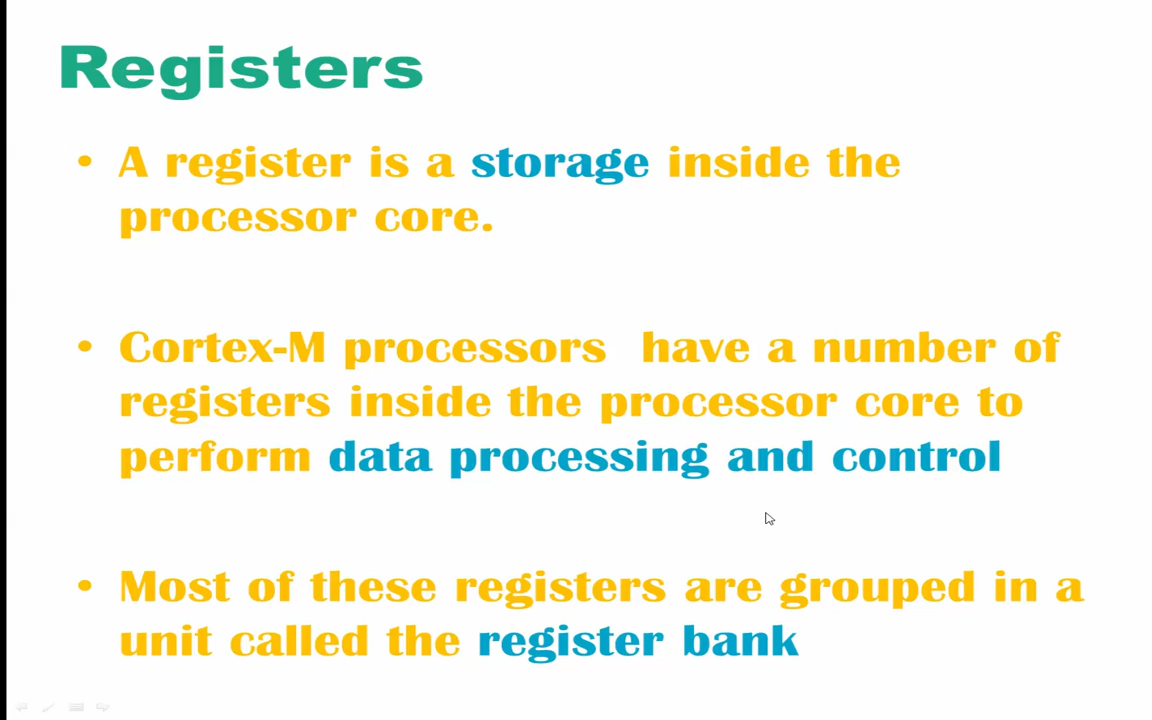 Registers
• A register is a storage inside the
processor core.
• Cortex-M processors have a number of
registers inside the processor core to
perform data processing and control
• Most of these registers are grouped in a
unit called the register bank